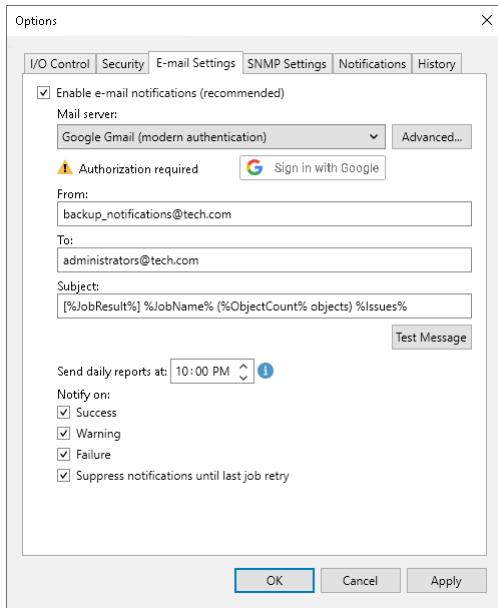 Options
I/O Control Security E-mail Settings SNMP Settings Notifications History
Enable e-mail notifications (recommended)
Mail server:
Google Gmail (modern authentication) Advanced...
Authorization required Sign in with Google
From:
backup_notifications@tech.com
To:
administrators@tech.com
Subject:
[%JobResult%] %JobName% (%ObjectCount% objects) %Issues%
Test Message
Send daily reports at: 10:00 PM
Notify on:
Success
Warning
Failure
Suppress notifications until last job retry
OK Cancel Apply